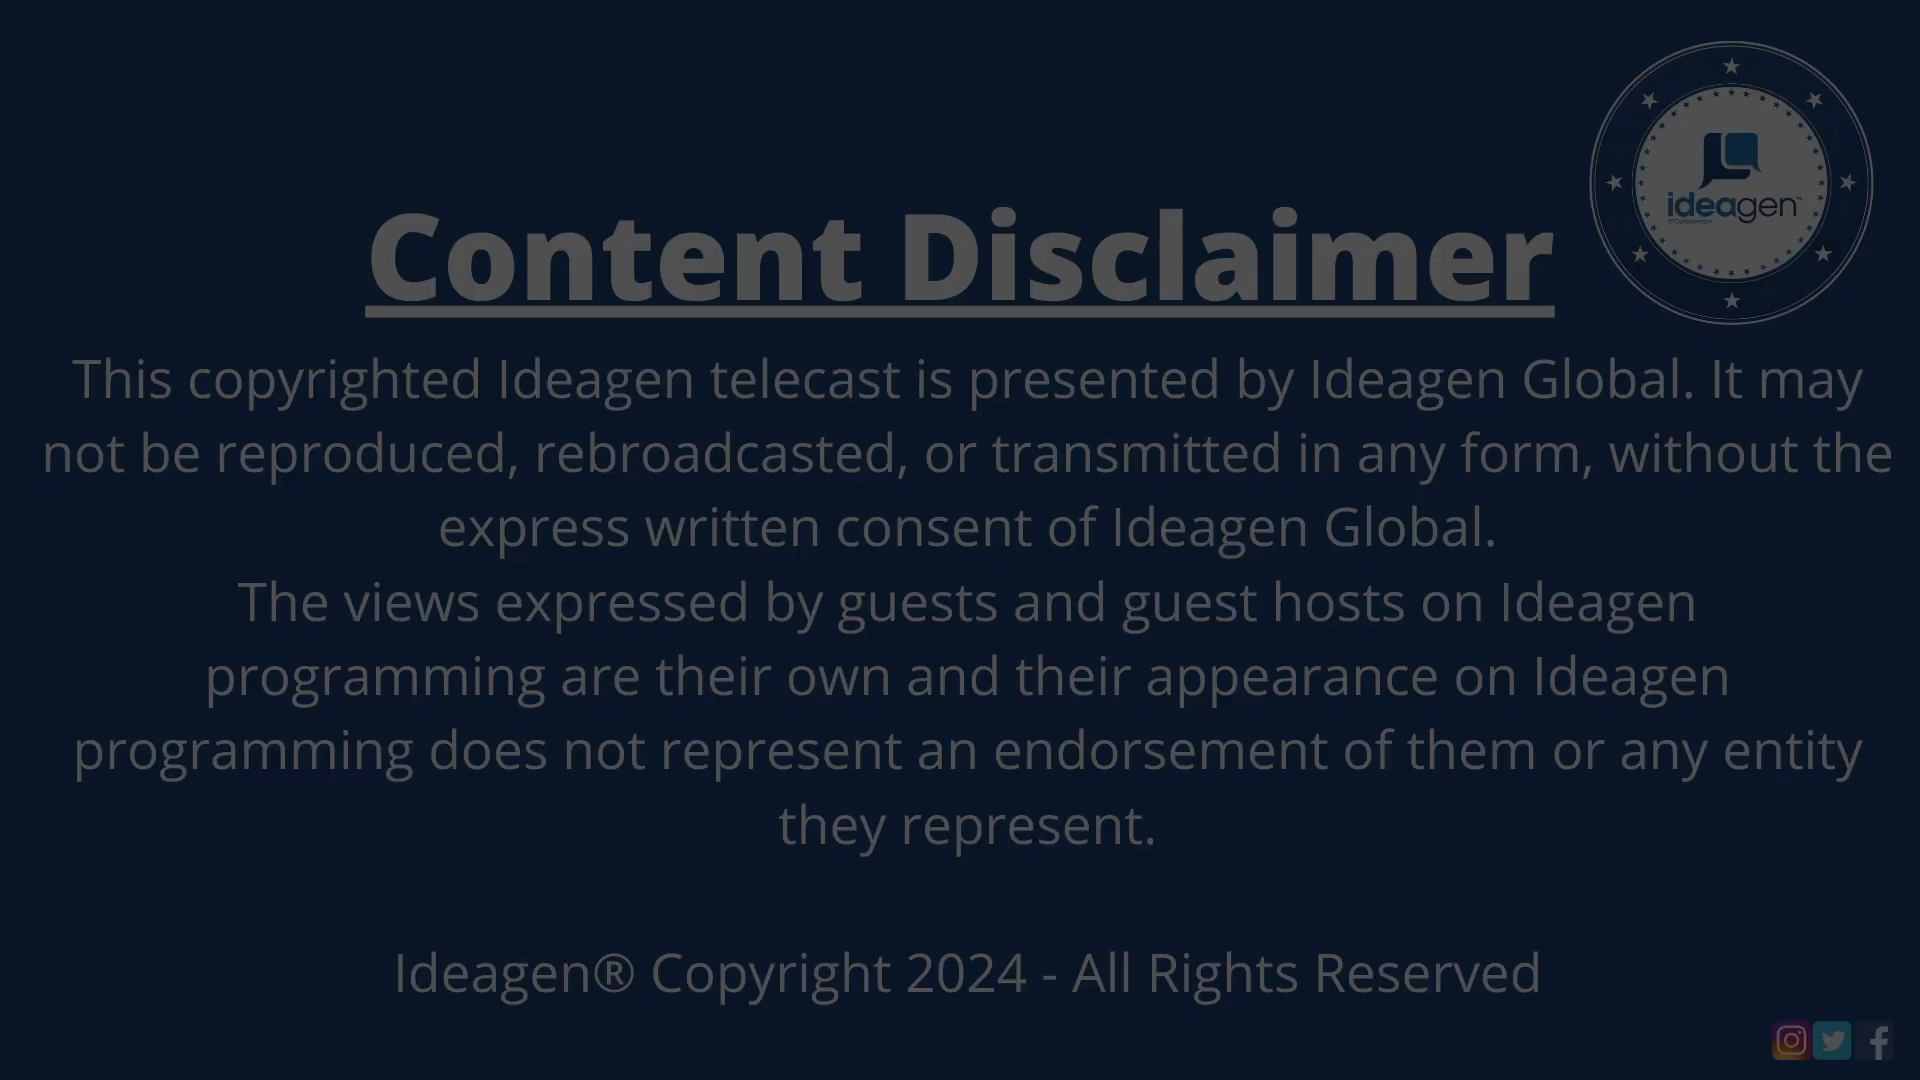 ideagen™
Content Disclaimer
This copyrighted Ideagen telecast is presented by Ideagen Global. It may
not be reproduced, rebroadcasted, or transmitted in any form, without the
express written consent of Ideagen Global.
The views expressed by guests and guest hosts on Ideagen
programming are their own and their appearance on Ideagen
programming does not represent an endorsement of them or any entity
they represent.
Ideagen® Copyright 2024 - All Rights Reserved